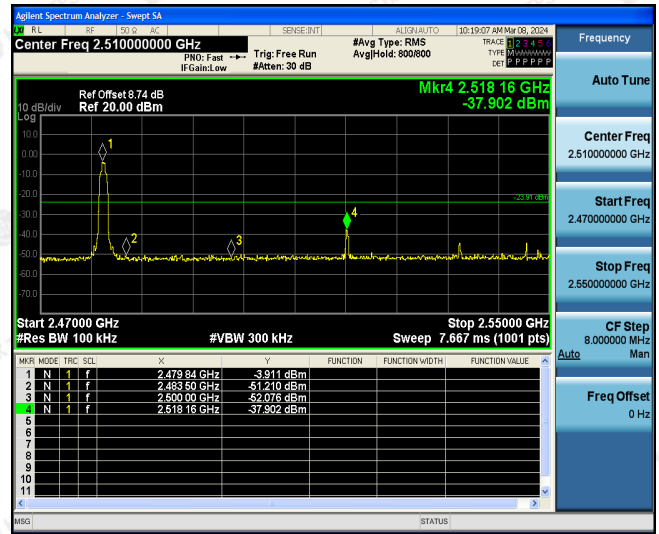 Agilent Spectrum Analyzer - Swept SA
LXI RL RF 50 Ω AC SENSE:INT ALIGN AUTO 10:19:07 AM Mar 08, 2024
Center Freq 2.510000000 GHz
PNO: Fast
IFGain:Low
Trig: Free Run
#Atten: 30 dB
#Avg Type: RMS
Avg|Hold: 800/800
TRACE 1 2 3 4 5 6
TYPE M
DET P P P P P P
Ref Offset 8.74 dB
10 dB/div Ref 20.00 dBm
Log
Mkr4 2.518 16 GHz
-37.902 dBm
10.0
0.00
-10.0
-20.0
-30.0
-40.0
-50.0
-60.0
-70.0
1
2
3
4
-23.91 dBm
Start 2.47000 GHz Stop 2.55000 GHz
#Res BW 100 kHz #VBW 300 kHz Sweep 7.667 ms (1001 pts)
MKR MODE TRC SCL X Y FUNCTION FUNCTION WIDTH FUNCTION VALUE
1 N 1 f 2.479 84 GHz -3.911 dBm
2 N 1 f 2.483 50 GHz -51.210 dBm
3 N 1 f 2.500 00 GHz -52.076 dBm
4 N 1 f 2.518 16 GHz -37.902 dBm
5
6
7
8
9
10
11
MSG STATUS
Frequency
Auto Tune
Center Freq
2.510000000 GHz
Start Freq
2.470000000 GHz
Stop Freq
2.550000000 GHz
CF Step
8.000000 MHz
Auto Man
Freq Offset
0 Hz